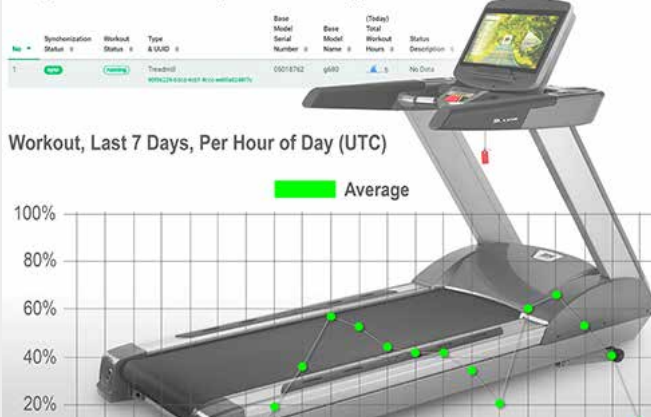 Base Model Serial Number
Base Model Name
(Today) Total Workout Hours
No
Synchronization Status
Workout Status
Type & UUID
Status Description
1
sync
running
Treadmill
05018762
g680
5
No Data
Workout, Last 7 Days, Per Hour of Day (UTC)
Average
100%
80%
60%
40%
20%